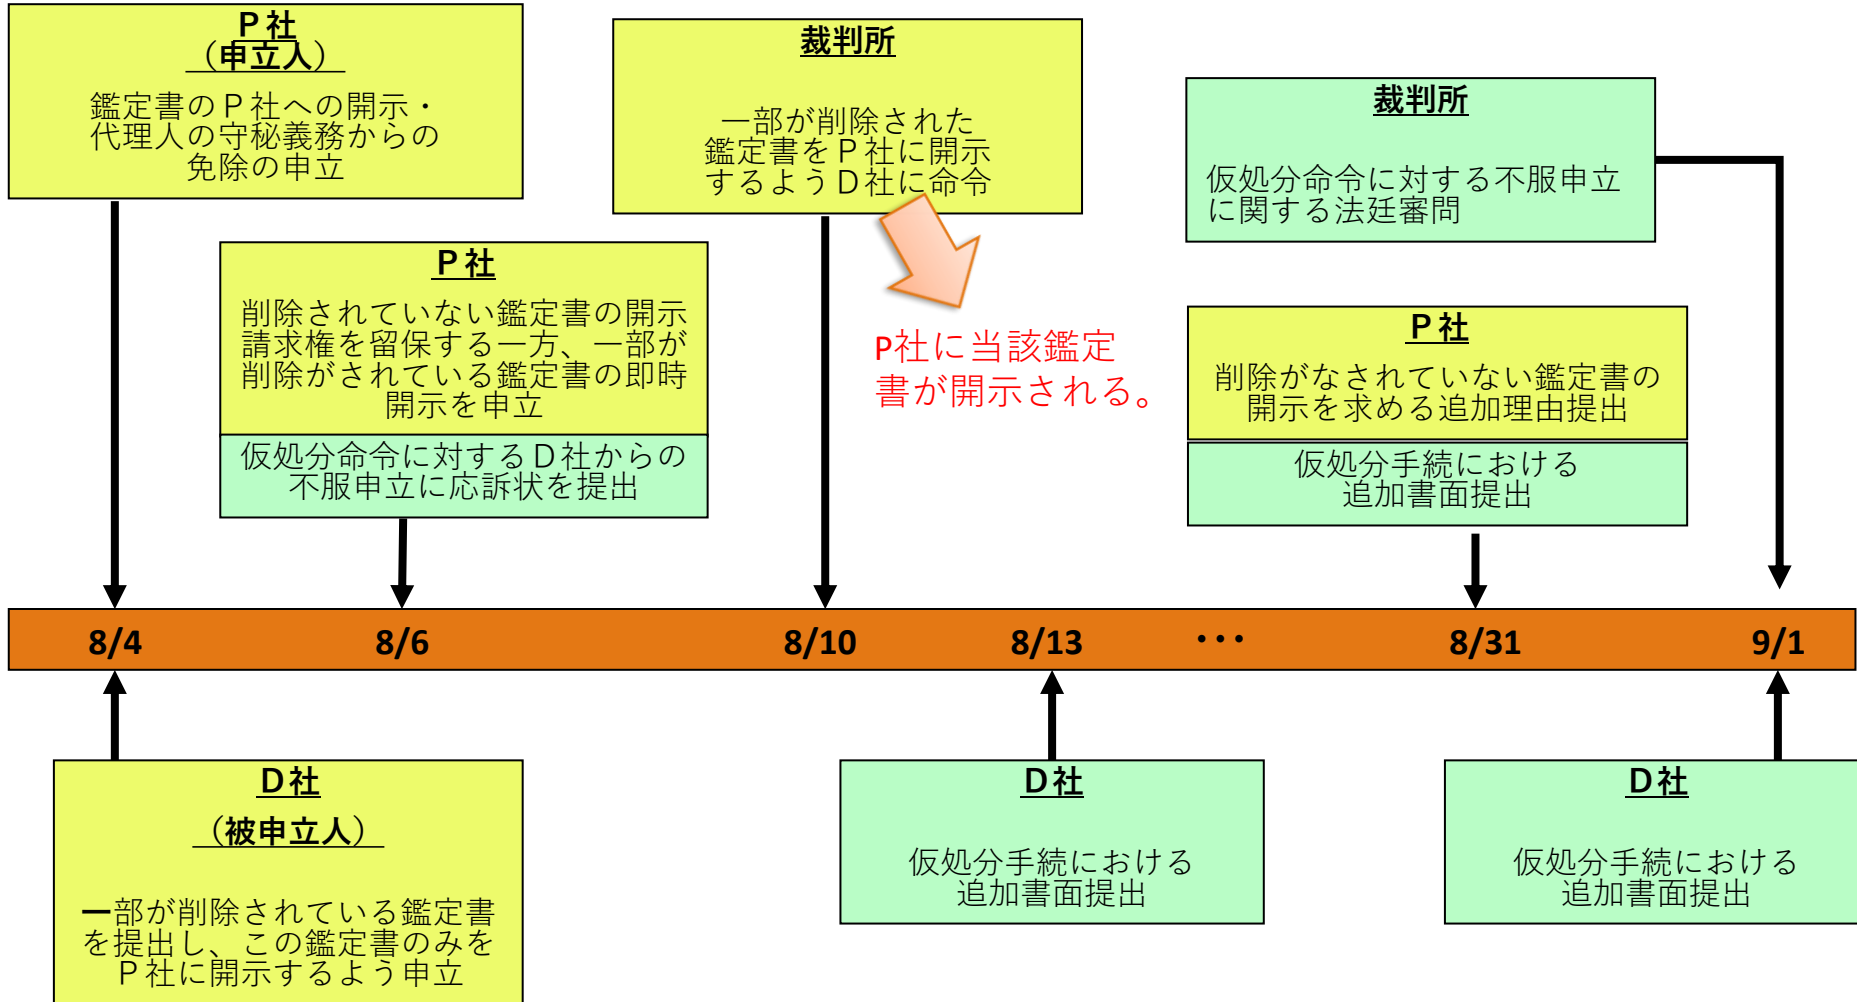 P社
（申立人）
鑑定書のP社への開示・
代理人の守秘義務からの
免除の申立
P社
削除されていない鑑定書の開示
請求権を留保する一方、一部が
削除がされている鑑定書の即時
開示を申立
仮処分命令に対するD社からの
不服申立に応訴状を提出
裁判所
一部が削除された
鑑定書をP社に開示
するようD社に命令
P社に当該鑑定
書が開示される。
裁判所
仮処分命令に対する不服申立
に関する法廷審問
P社
削除がなされていない鑑定書の
開示を求める追加理由提出
仮処分手続における
追加書面提出
8/4 8/6 8/10 8/13 ・・・ 8/31 9/1
D社
（被申立人）
一部が削除されている鑑定書
を提出し、この鑑定書のみを
P社に開示するよう申立
D社
仮処分手続における
追加書面提出
D社
仮処分手続における
追加書面提出